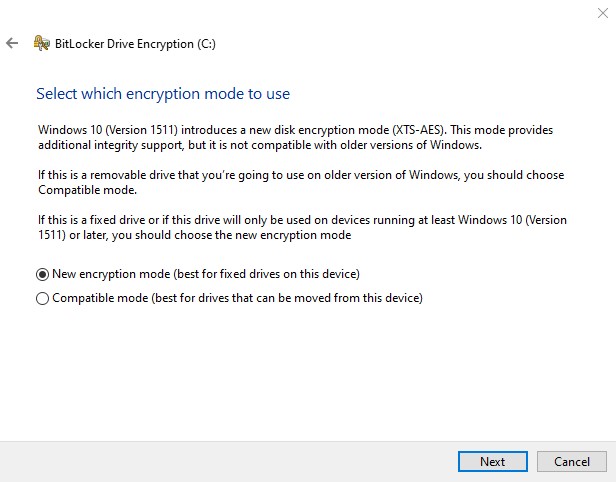 BitLocker Drive Encryption (C:)
Select which encryption mode to use
Windows 10 (Version 1511) introduces a new disk encryption mode (XTS-AES). This mode provides
additional integrity support, but it is not compatible with older versions of Windows.
If this is a removable drive that you're going to use on older version of Windows, you should choose
Compatible mode.
If this is a fixed drive or if this drive will only be used on devices running at least Windows 10 (Version
1511) or later, you should choose the new encryption mode
New encryption mode (best for fixed drives on this device)
Compatible mode (best for drives that can be moved from this device)
Next
Cancel